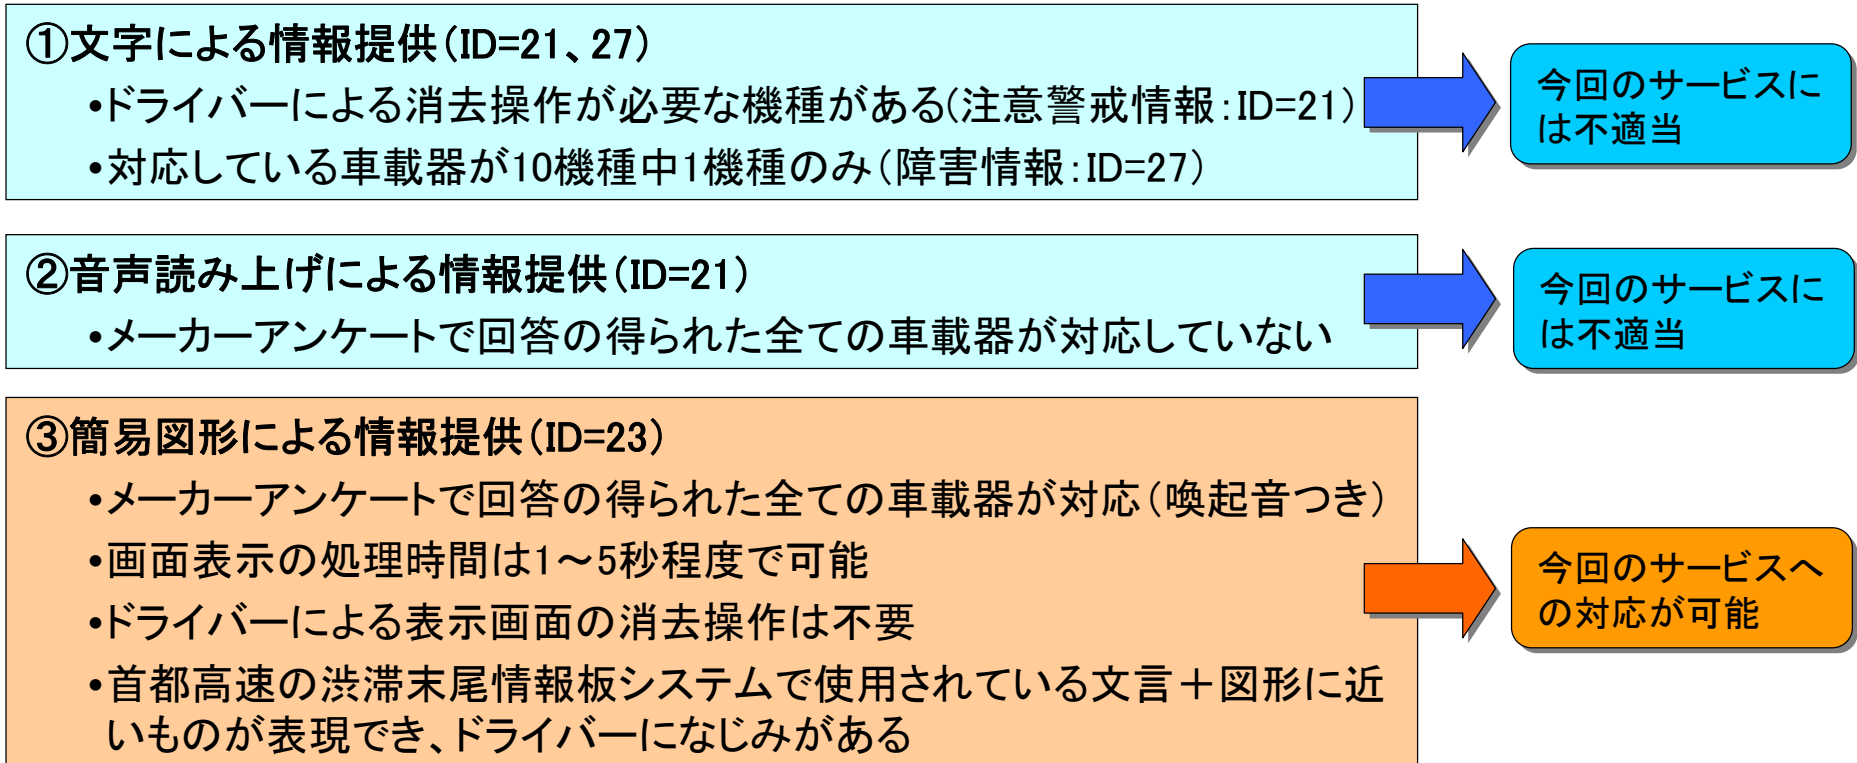 ①文字による情報提供(ID=21、27)
•ドライバーによる消去操作が必要な機種がある(注意警戒情報:ID=21)
•対応している車載器が10機種中1機種のみ(障害情報:ID=27)
今回のサービスに
は不適当
②音声読み上げによる情報提供(ID=21)
•メーカーアンケートで回答の得られた全ての車載器が対応していない
今回のサービスに
は不適当
③簡易図形による情報提供(ID=23)
•メーカーアンケートで回答の得られた全ての車載器が対応(喚起音つき)
•画面表示の処理時間は1～5秒程度で可能
•ドライバーによる表示画面の消去操作は不要
•首都高速の渋滞末尾情報板システムで使用されている文言＋図形に近
いものが表現でき、ドライバーになじみがある
今回のサービスへ
の対応が可能